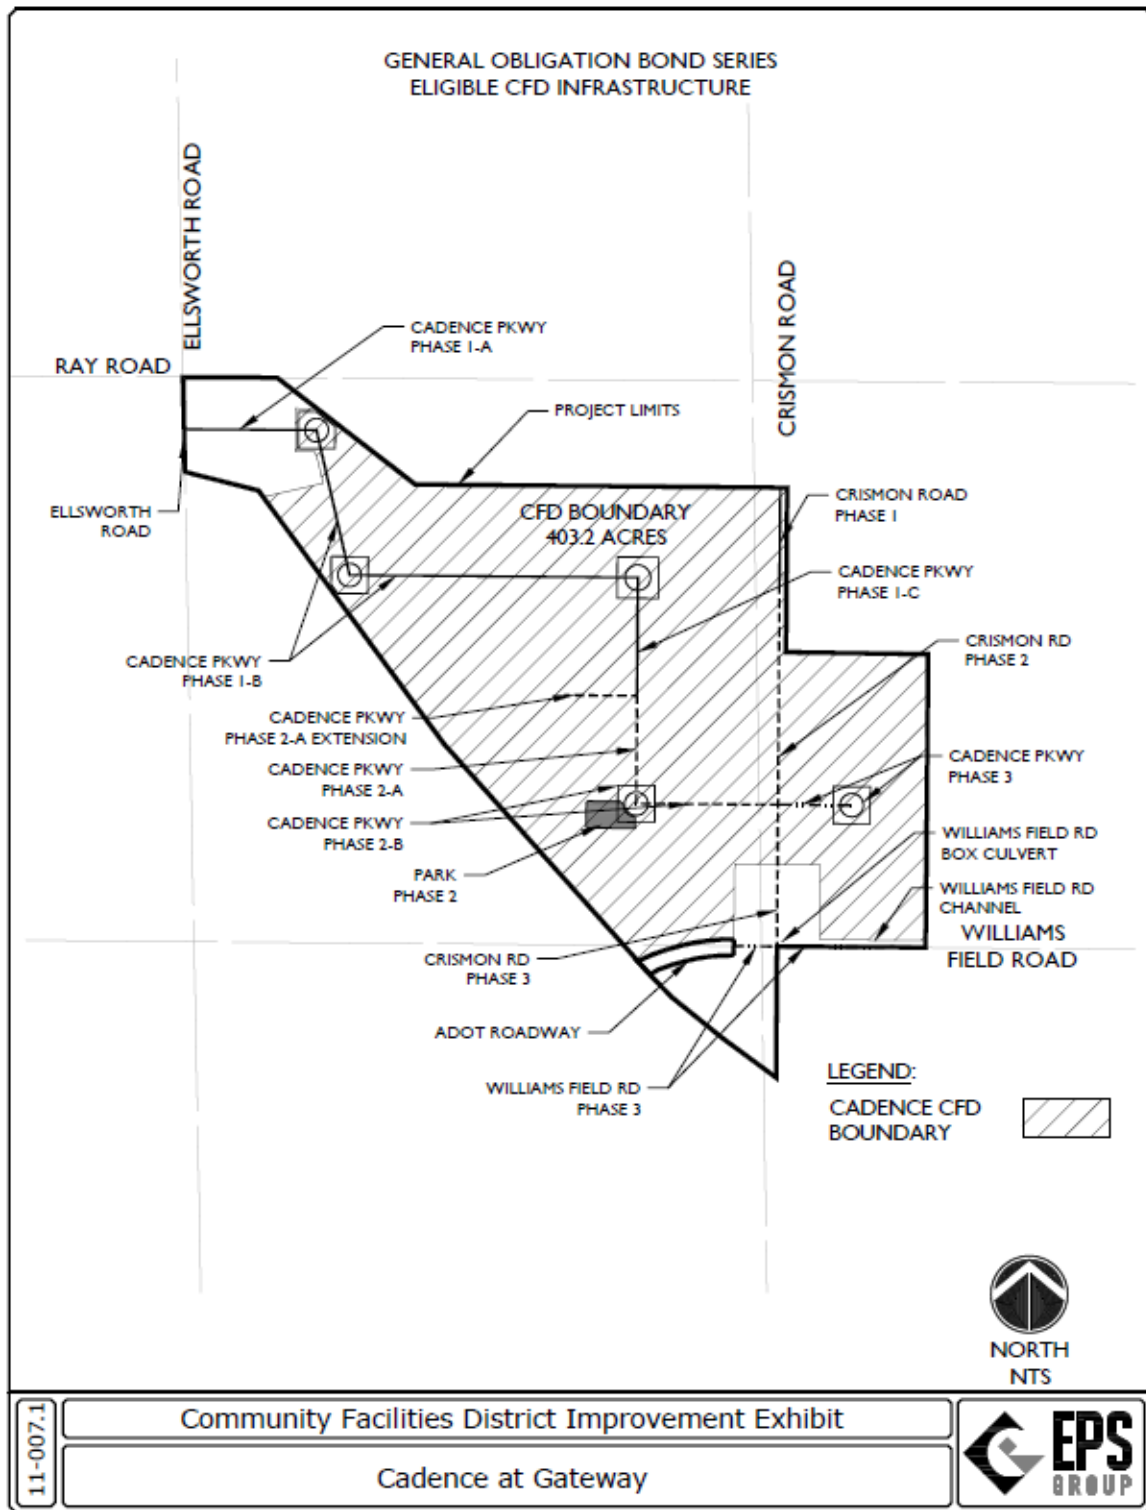 GENERAL OBLIGATION BOND SERIES
ELIGIBLE CFD INFRASTRUCTURE
ELLSWORTH ROAD
CRISMON ROAD
CADENCE PKWY
PHASE 1-A
RAY ROAD
PROJECT LIMITS
ELLSWORTH
ROAD
CFD BOUNDARY
403.2 ACRES
CRISMON ROAD
PHASE 1
CADENCE PKWY
PHASE 1-C
CRISMON RD
PHASE 2
CADENCE PKWY
PHASE 1-B
CADENCE PKWY
PHASE 2-A EXTENSION
CADENCE PKWY
PHASE 2-A
CADENCE PKWY
PHASE 3
CADENCE PKWY
PHASE 2-B
WILLIAMS FIELD RD
BOX CULVERT
PARK
PHASE 2
WILLIAMS FIELD RD
CHANNEL
WILLIAMS
FIELD ROAD
CRISMON RD
PHASE 3
ADOT ROADWAY
WILLIAMS FIELD RD
PHASE 3
LEGEND:
CADENCE CFD
BOUNDARY
NORTH
NTS
11-007.1
Community Facilities District Improvement Exhibit
Cadence at Gateway
EPS
GROUP